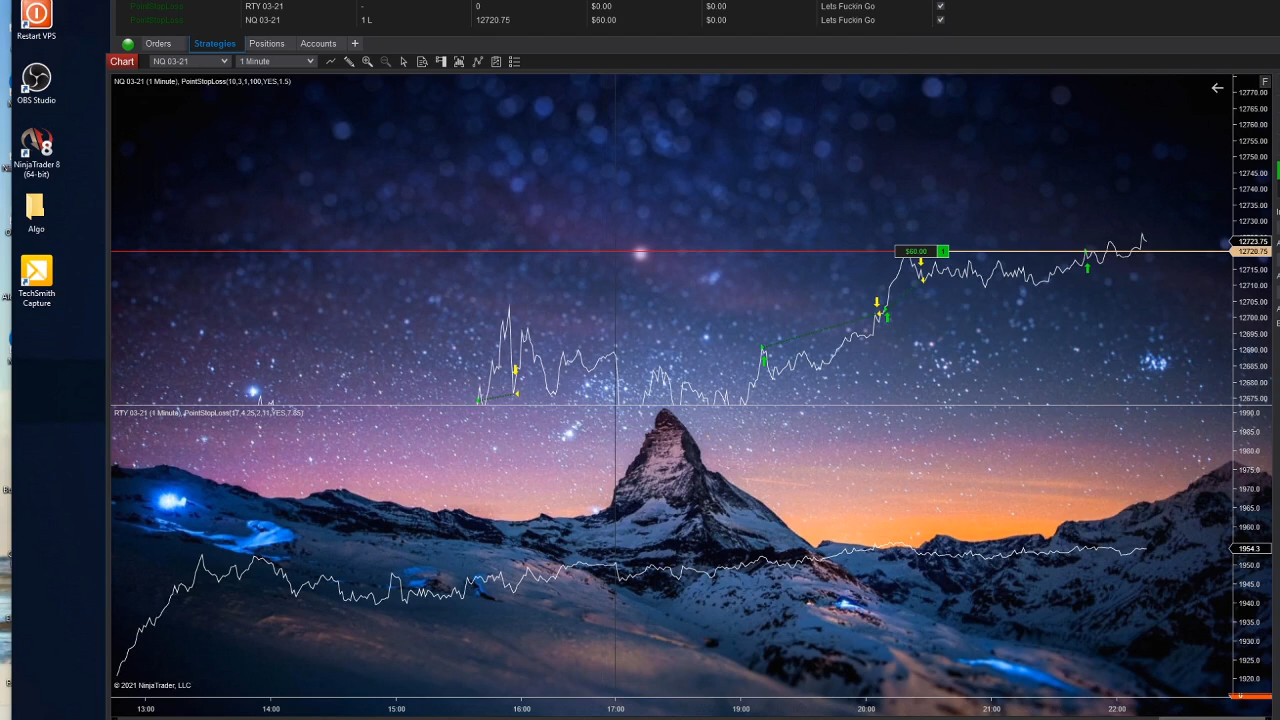 PointStopLoss RTY 03-21 - 0 $0.00 $0.00 Lets Fuckin Go
PointStopLoss NQ 03-21 1 L 12720.75 $60.00 $0.00 Lets Fuckin Go
Orders Strategies Positions Accounts +
Chart NQ 03-21 1 Minute
NQ 03-21 (1 Minute), PointStopLoss(10,3,1,100,YES,1.5)
F
12770.00
12765.00
12760.00
12755.00
12750.00
12745.00
12740.00
12735.00
12730.00
12723.75
$60.00
12720.75
12715.00
12710.00
12705.00
12700.00
12695.00
12690.00
12685.00
12680.00
12675.00
RTY 03-21 (1 Minute), PointStopLoss(17,4.25,2,11,YES,7.85)
1990.0
1985.0
1980.0
1975.0
1970.0
1965.0
1960.0
1954.3
1950.0
1945.0
1940.0
1935.0
1930.0
1925.0
1920.0
© 2021 NinjaTrader, LLC
13:00 14:00 15:00 16:00 17:00 18:00 19:00 20:00 21:00 22:00
Restart VPS
OBS Studio
NinjaTrader 8
(64-bit)
Algo
TechSmith
Capture